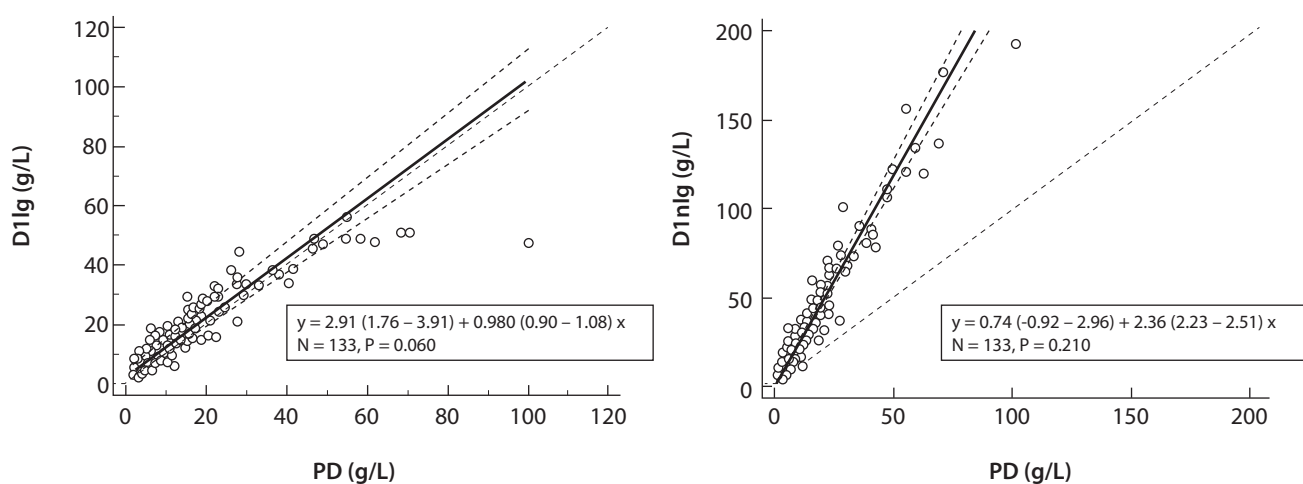 120
100
80
60
40
20
0
D1Ig (g/L)
y = 2.91 (1.76 – 3.91) + 0.980 (0.90 – 1.08) x
N = 133, P = 0.060
0 20 40 60 80 100 120
PD (g/L)
200
150
100
50
0
D1nIg (g/L)
y = 0.74 (-0.92 – 2.96) + 2.36 (2.23 – 2.51) x
N = 133, P = 0.210
0 50 100 150 200
PD (g/L)